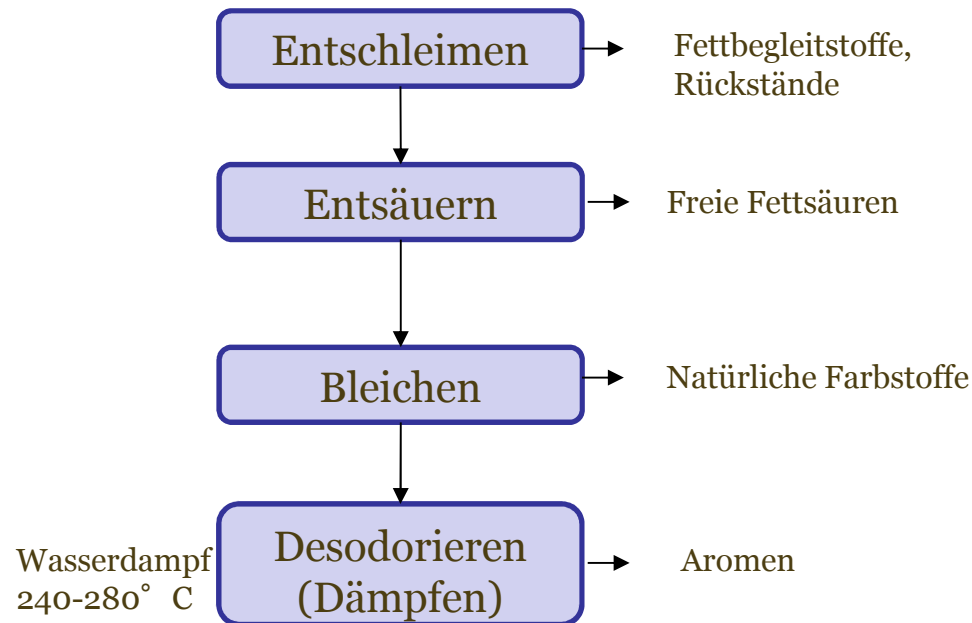 Entschleimen
Fettbegleitstoffe,
Rückstände
Entsäuern
Freie Fettsäuren
Bleichen
Natürliche Farbstoffe
Wasserdampf
240-280° C
Desodorieren
(Dämpfen)
Aromen